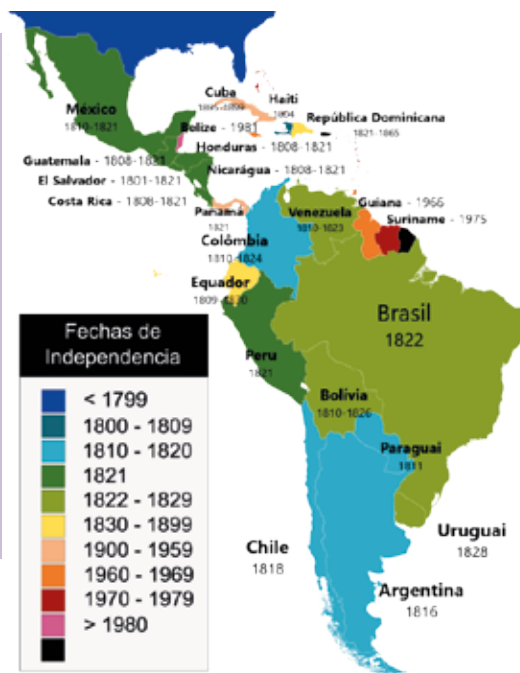 Cuba
Haiti
1804
México
1810-1821
República Dominicana
1821-1865
Belize - 1981
Honduras - 1808-1821
Guatemala - 1808-1821
Nicarágua - 1808-1821
El Salvador - 1801-1821
Costa Rica - 1808-1821
Panamá
1821
Venezuela
1810-1823
Guiana - 1966
Suriname - 1975
Colômbia
1810-1824
Equador
1809-1830
Brasil
1822
Peru
1821
Bolívia
1810-1826
Paraguai
1811
Uruguai
1828
Chile
1818
Argentina
1816
Fechas de
Independencia
< 1799
1800 - 1809
1810 - 1820
1821
1822 - 1829
1830 - 1899
1900 - 1959
1960 - 1969
1970 - 1979
> 1980